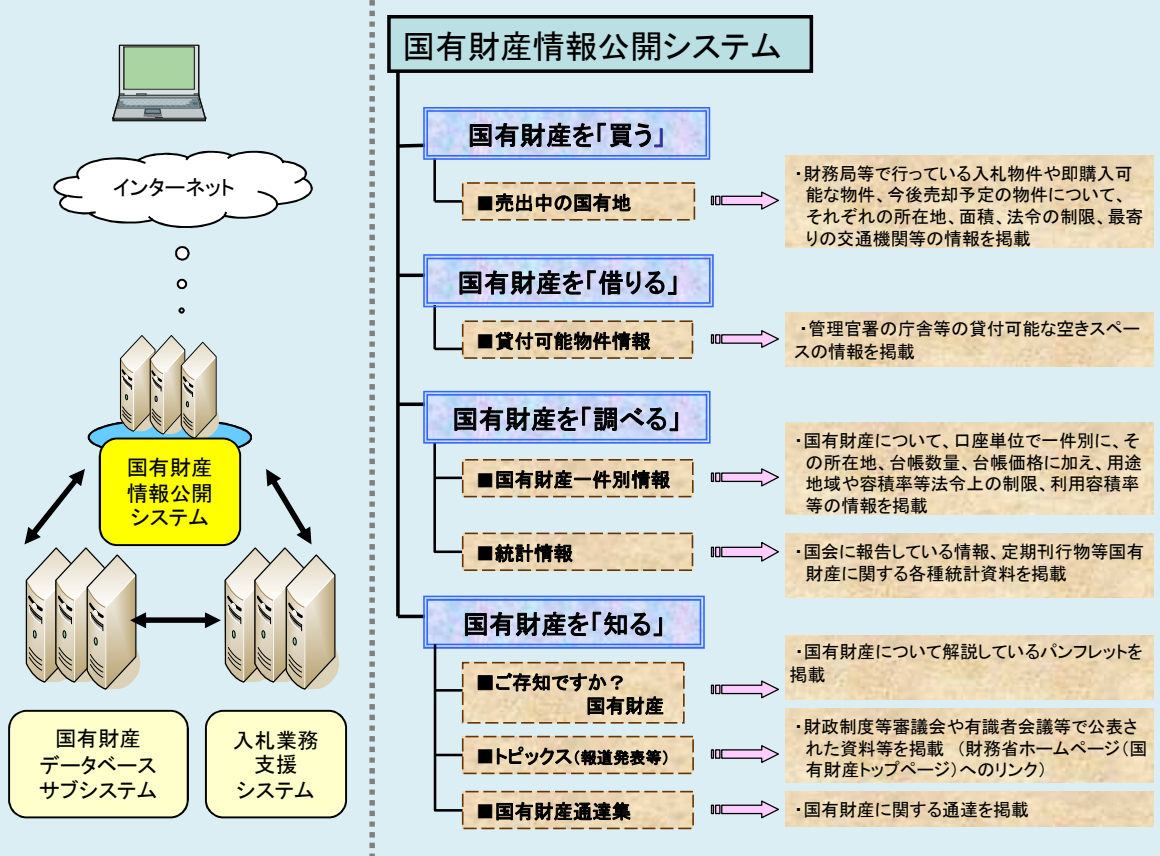 インターネット
国有財産
情報公開
システム
国有財産
データベース
サブシステム
入札業務
支援
システム
国有財産情報公開システム
国有財産を「買う」
■売出中の国有地
・財務局等で行っている入札物件や即購入可
能な物件、今後売却予定の物件について、
それぞれの所在地、面積、法令の制限、最寄
りの交通機関等の情報を掲載
国有財産を「借りる」
■貸付可能物件情報
・管理官署の庁舎等の貸付可能な空きスペー
スの情報を掲載
国有財産を「調べる」
■国有財産一件別情報
・国有財産について、口座単位で一件別に、そ
の所在地、台帳数量、台帳価格に加え、用途
地域や容積率等法令上の制限、利用容積率
等の情報を掲載
■統計情報
・国会に報告している情報、定期刊行物等国有
財産に関する各種統計資料を掲載
国有財産を「知る」
■ご存知ですか？
国有財産
・国有財産について解説しているパンフレットを
掲載
■トピックス（報道発表等）
・財政制度等審議会や有識者会議等で公表さ
れた資料等を掲載　（財務省ホームページ（国
有財産トップページ）へのリンク）
■国有財産通達集
・国有財産に関する通達を掲載